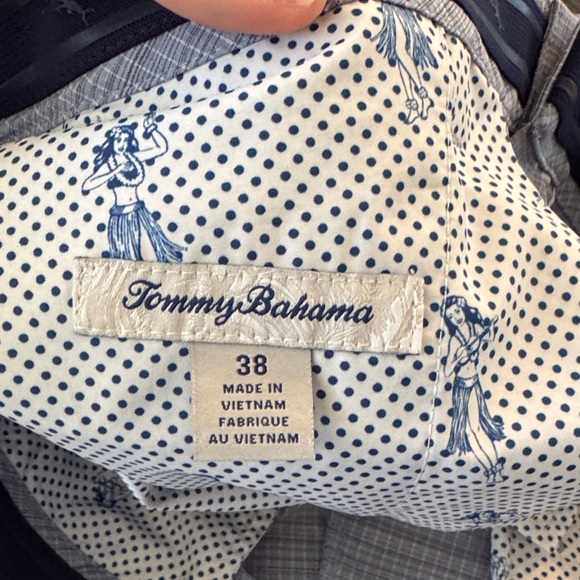 Tommy Bahama
38
MADE IN
VIETNAM
FABRIQUE
AU VIETNAM